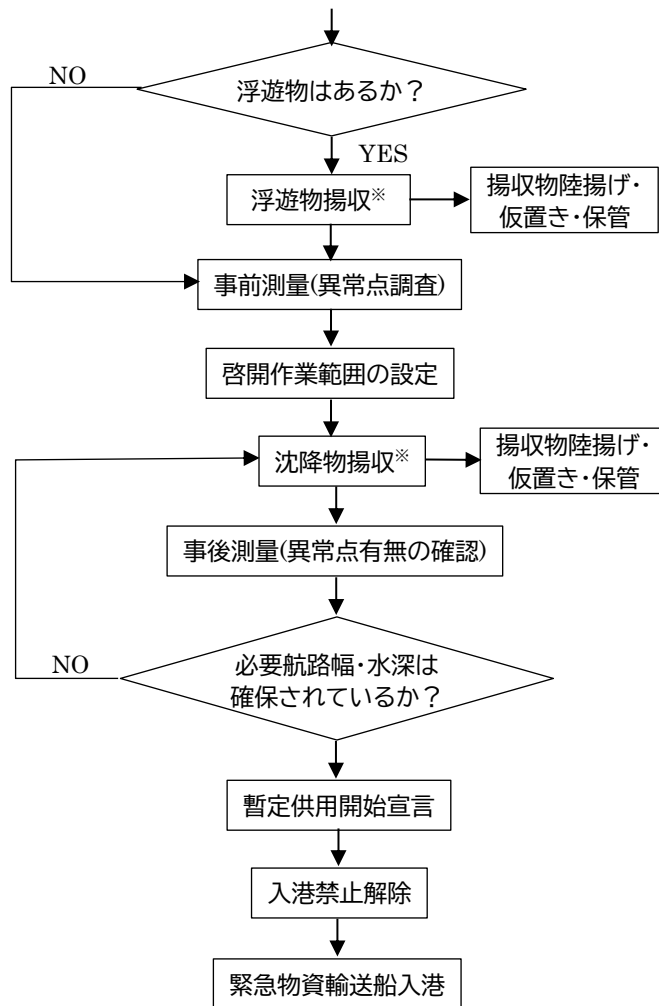 浮遊物はあるか？
NO
YES
浮遊物揚収※
揚収物陸揚げ・
仮置き・保管
事前測量(異常点調査)
啓開作業範囲の設定
沈降物揚収※
揚収物陸揚げ・
仮置き・保管
事後測量(異常点有無の確認)
必要航路幅・水深は
確保されているか？
NO
暫定供用開始宣言
入港禁止解除
緊急物資輸送船入港